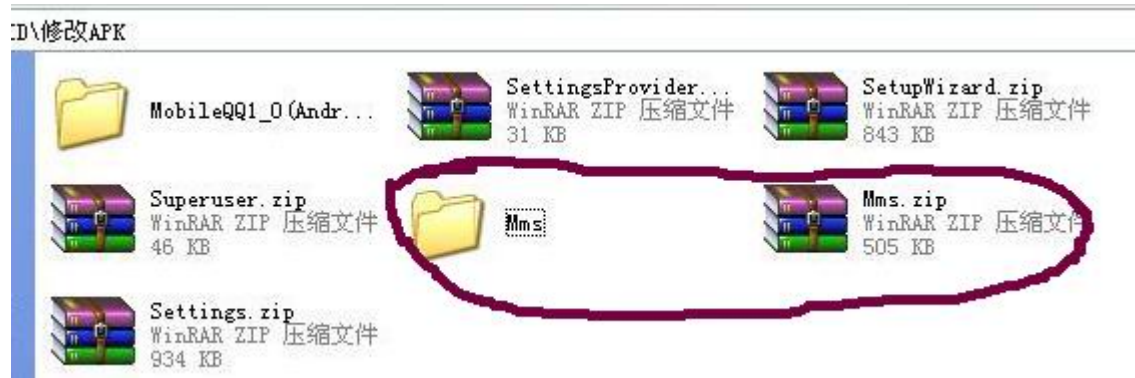 D\修改APK
MobileQQ1_0(Andr...
SettingsProvider...
WinRAR ZIP 压缩文件
31 KB
SetupWizard.zip
WinRAR ZIP 压缩文件
843 KB
Superuser.zip
WinRAR ZIP 压缩文件
46 KB
Mms
Mms.zip
WinRAR ZIP 压缩文件
505 KB
Settings.zip
WinRAR ZIP 压缩文件
934 KB